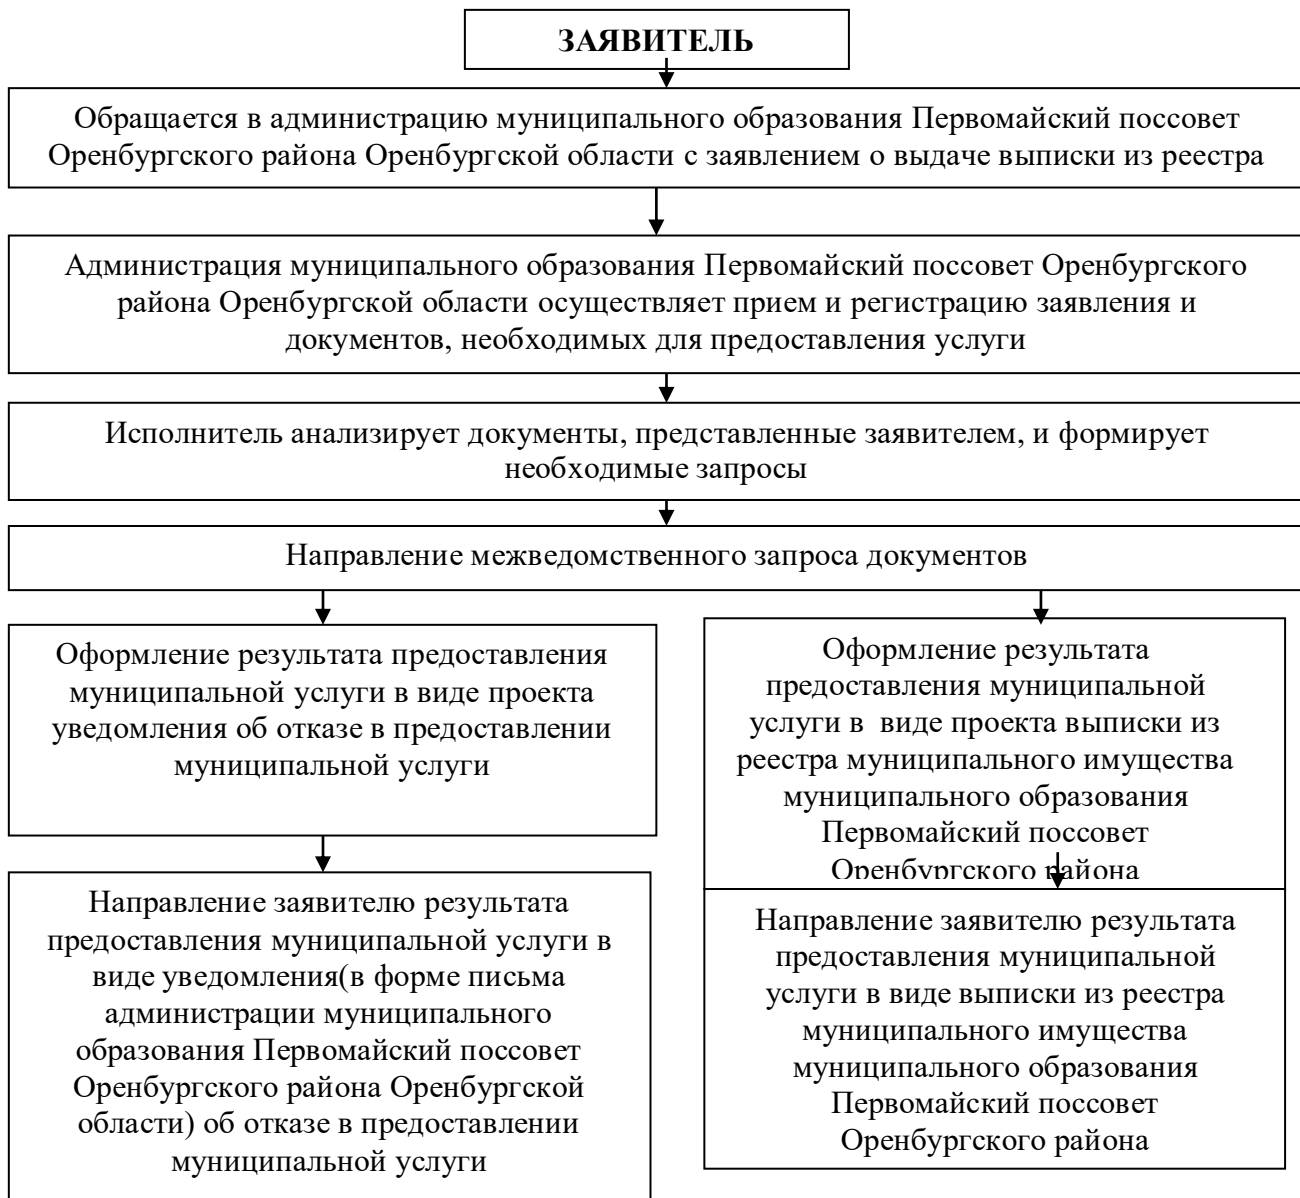 ЗАЯВИТЕЛЬ
Обращается в администрацию муниципального образования Первомайский поссовет
Оренбургского района Оренбургской области с заявлением о выдаче выписки из реестра
Администрация муниципального образования Первомайский поссовет Оренбургского
района Оренбургской области осуществляет прием и регистрацию заявления и
документов, необходимых для предоставления услуги
Исполнитель анализирует документы, представленные заявителем, и формирует
необходимые запросы
Направление межведомственного запроса документов
Оформление результата предоставления
муниципальной услуги в виде проекта
уведомления об отказе в предоставлении
муниципальной услуги
Оформление результата
предоставления муниципальной
услуги в  виде проекта выписки из
реестра муниципального имущества
муниципального образования
Первомайский поссовет
Оренбургского района
Направление заявителю результата
предоставления муниципальной услуги в
виде уведомления(в форме письма
администрации муниципального
образования Первомайский поссовет
Оренбургского района Оренбургской
области) об отказе в предоставлении
муниципальной услуги
Направление заявителю результата
предоставления муниципальной
услуги в виде выписки из реестра
муниципального имущества
муниципального образования
Первомайский поссовет
Оренбургского района